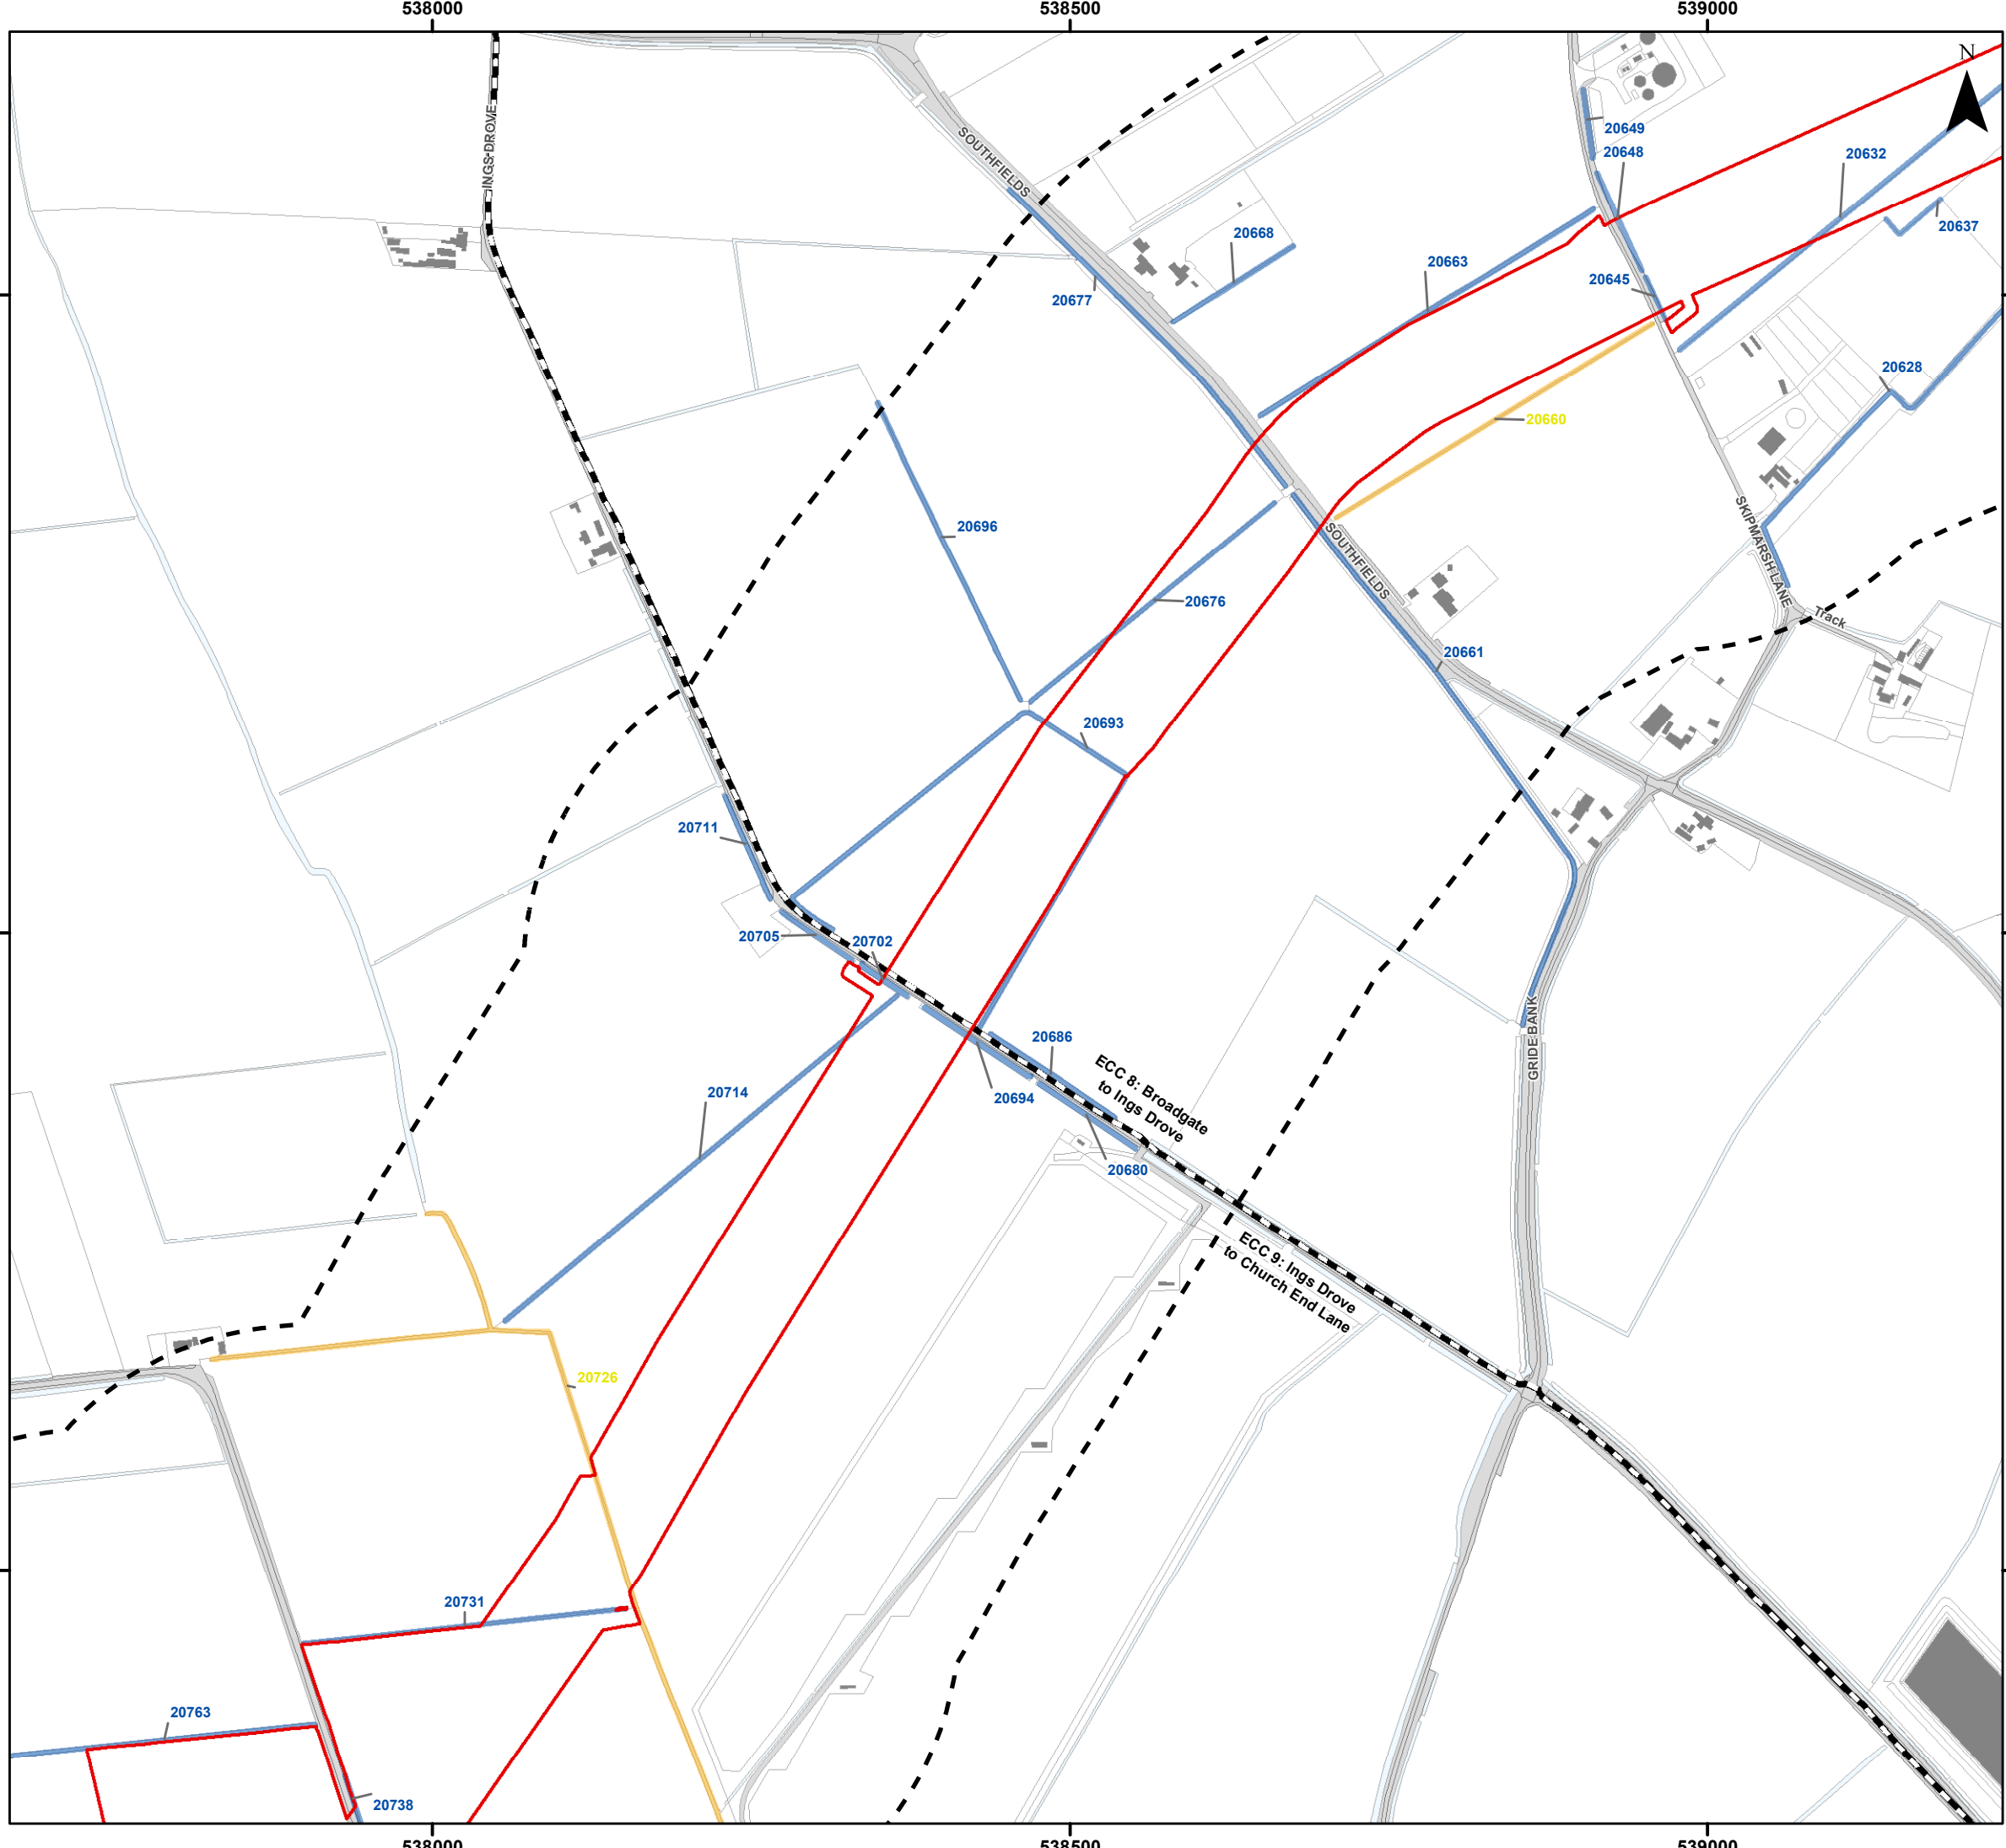 538000
538500
539000
N
INGS DROVE
SOUTHFIELDS
20649
20648
20632
20637
20668
20663
20677
20645
20628
20660
20696
SKIPMARSH LANE
SOUTHFIELDS
20676
Track
20661
20693
20711
20705
20702
GRIDE BANK
20686
ECC 8: Broadgate
to Ings Drove
20714
20694
20680
ECC 9: Ings Drove
to Church End Lane
20726
20731
20763
20738
538000
538500
539000